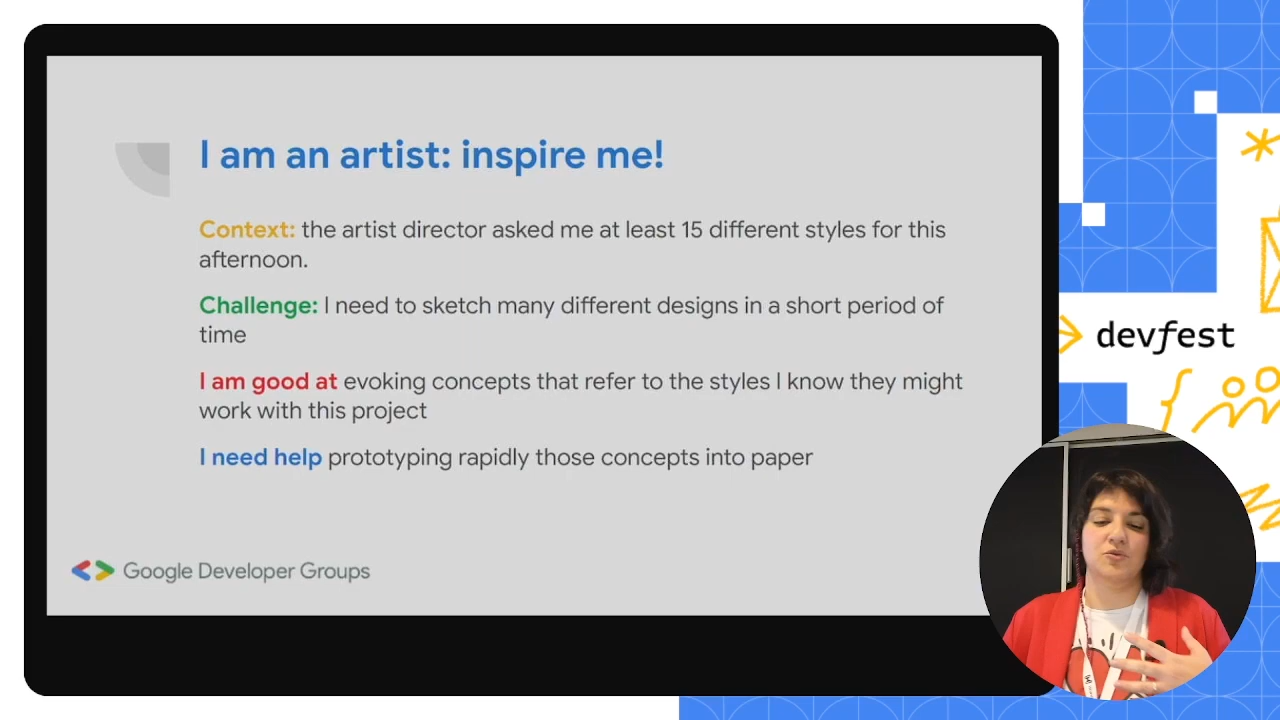 I am an artist: inspire me!
Context: the artist director asked me at least 15 different styles for this
afternoon.
Challenge: I need to sketch many different designs in a short period of
time
I am good at evoking concepts that refer to the styles I know they might
work with this project
I need help prototyping rapidly those concepts into paper
Google Developer Groups
devfest